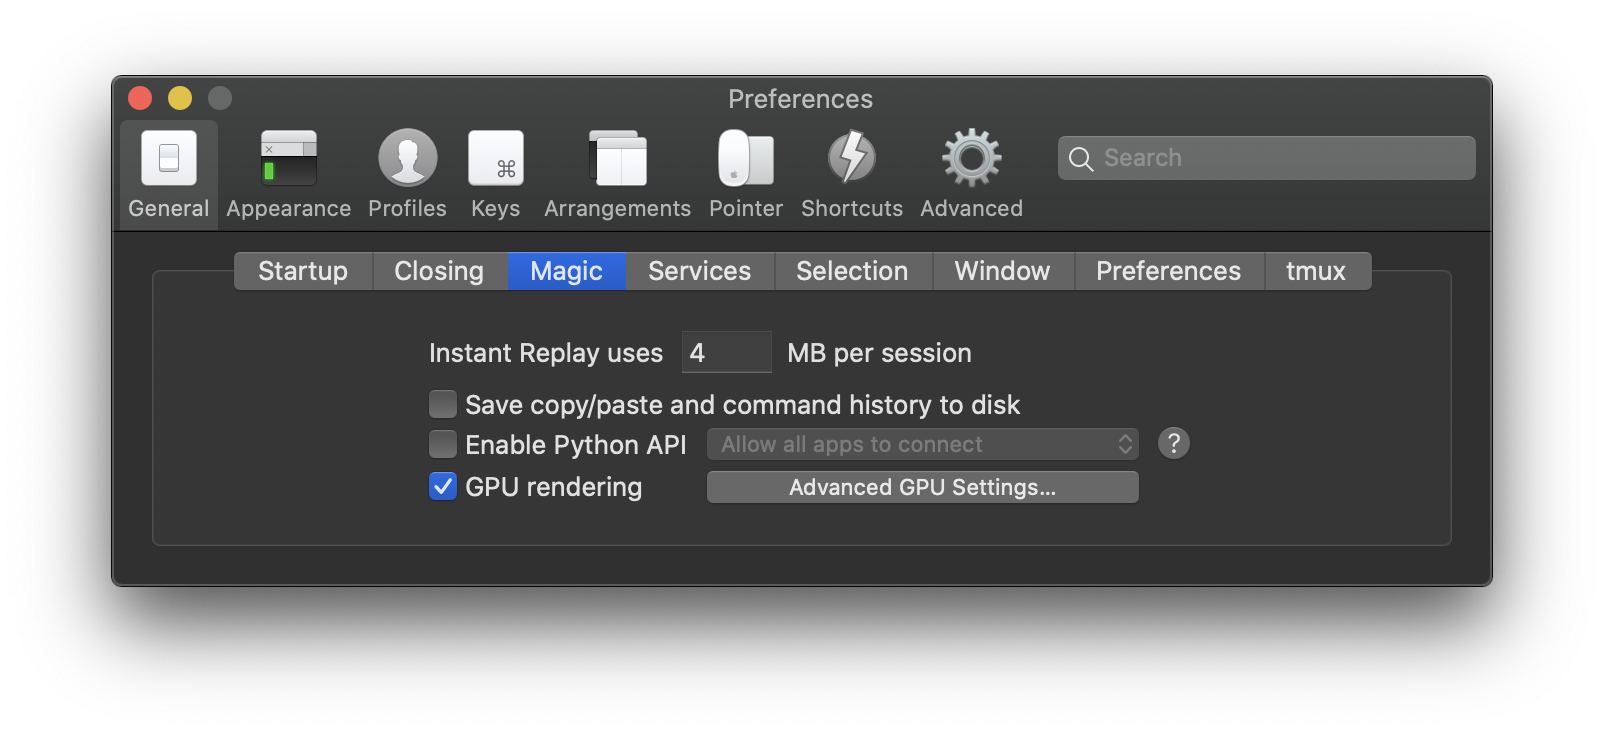 Preferences
General Appearance Profiles Keys Arrangements Pointer Shortcuts Advanced Search
Startup Closing Magic Services Selection Window Preferences tmux
Instant Replay uses 4 MB per session
Save copy/paste and command history to disk
Enable Python API Allow all apps to connect ?
GPU rendering Advanced GPU Settings...